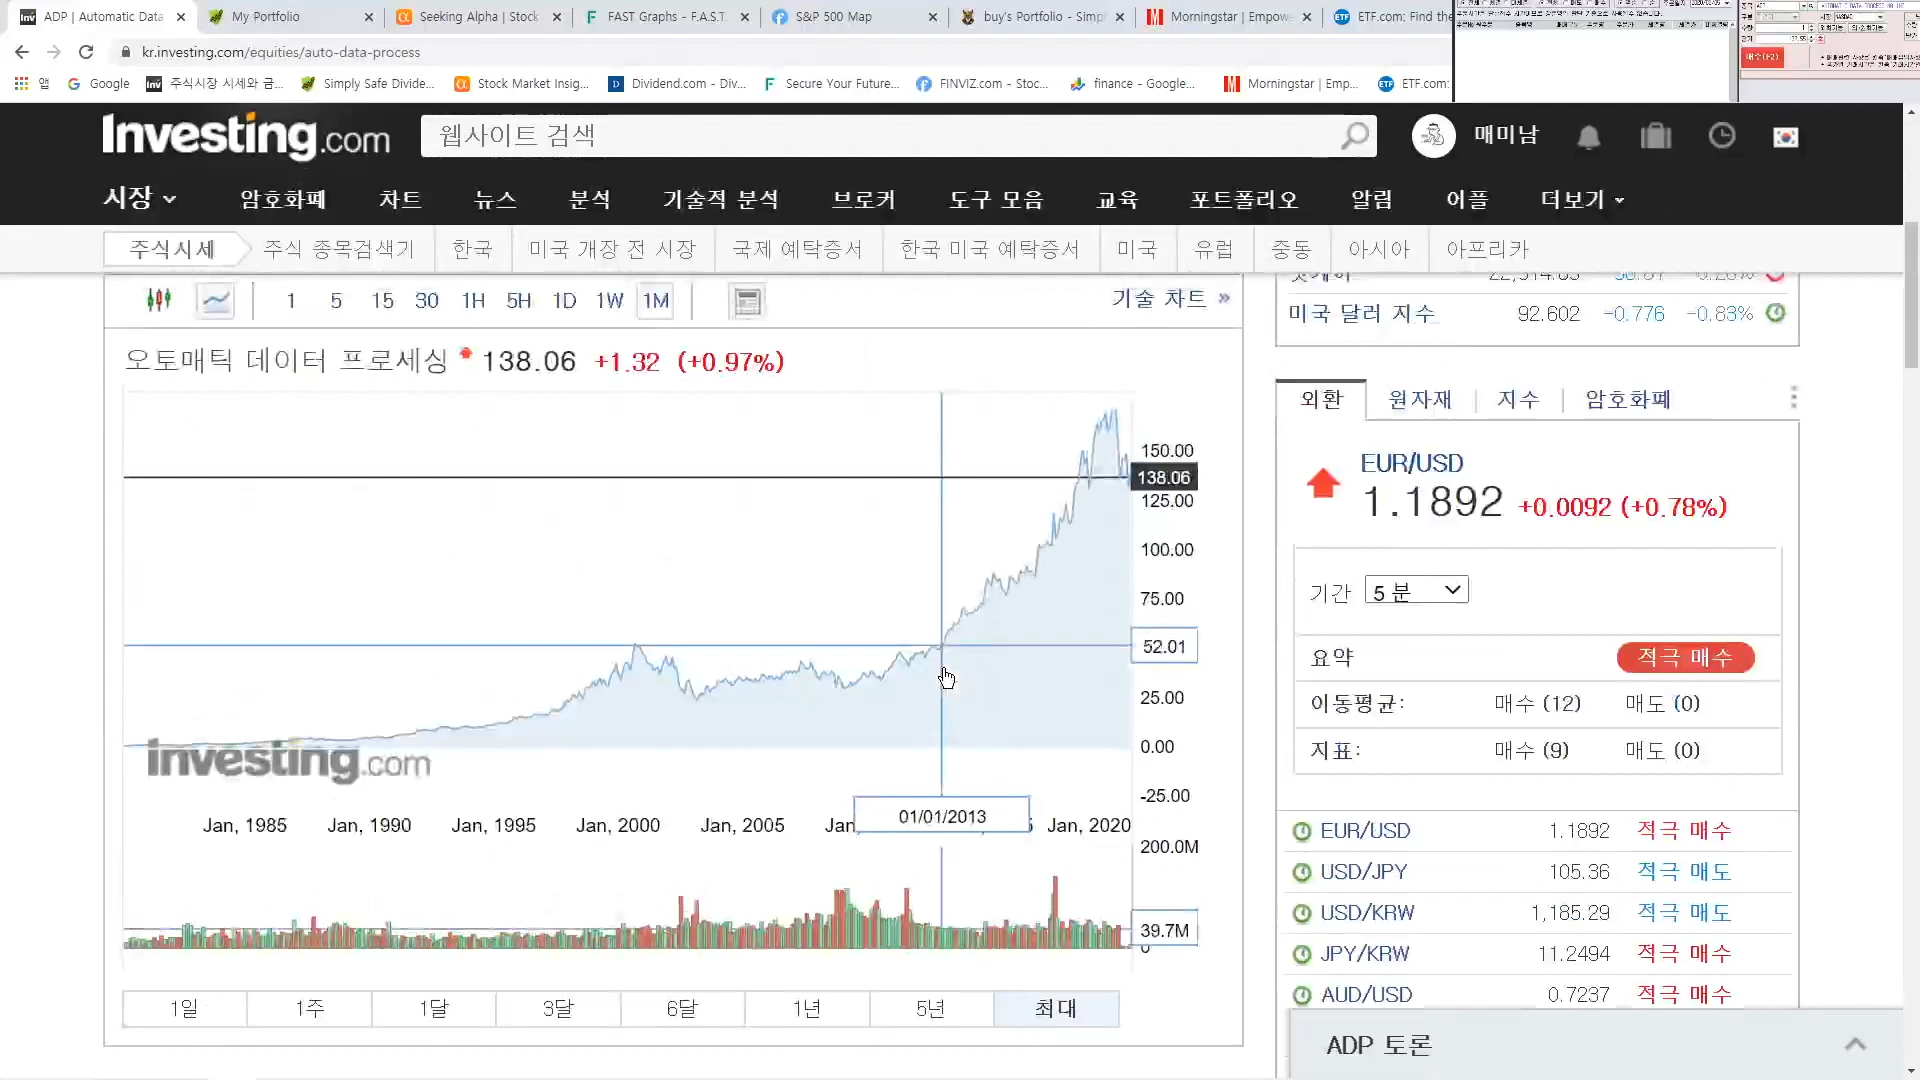 ADP | Automatic Data
My Portfolio
Seeking Alpha | Stock
FAST Graphs - F.A.S.T.
S&P 500 Map
buy's Portfolio - Simpl
Morningstar | Empowe
ETF.com: Find the
kr.investing.com/equities/auto-data-process
앱
Google
주식시장 시세와 금...
Simply Safe Divide...
Stock Market Insig...
Dividend.com - Div...
Secure Your Future...
FINVIZ.com - Stoc...
finance - Google...
Morningstar | Emp...
ETF.com:
Investing.com
웹사이트 검색
매미남
시장
암호화폐
차트
뉴스
분석
기술적 분석
브로커
도구 모음
교육
포트폴리오
알림
어플
더보기
주식시세
주식 종목검색기
한국
미국 개장 전 시장
국제 예탁증서
한국 미국 예탁증서
미국
유럽
중동
아시아
아프리카
1 5 15 30 1H 5H 1D 1W 1M
기술 차트 »
오토매틱 데이터 프로세싱 138.06 +1.32 (+0.97%)
150.00
138.06
125.00
100.00
75.00
52.01
25.00
0.00
-25.00
Investing.com
Jan, 1985 Jan, 1990 Jan, 1995 Jan, 2000 Jan, 2005 Jan 01/01/2013 Jan, 2020
200.0M
39.7M
0
1일 1주 1달 3달 6달 1년 5년 최대
미국 달러 지수 92.602 -0.776 -0.83%
외환 원자재 지수 암호화폐
EUR/USD
1.1892 +0.0092 (+0.78%)
기간 5 분
요약 적극 매수
이동평균: 매수 (12) 매도 (0)
지표: 매수 (9) 매도 (0)
EUR/USD 1.1892 적극 매수
USD/JPY 105.36 적극 매도
USD/KRW 1,185.29 적극 매도
JPY/KRW 11.2494 적극 매수
AUD/USD 0.7237 적극 매수
ADP 토론